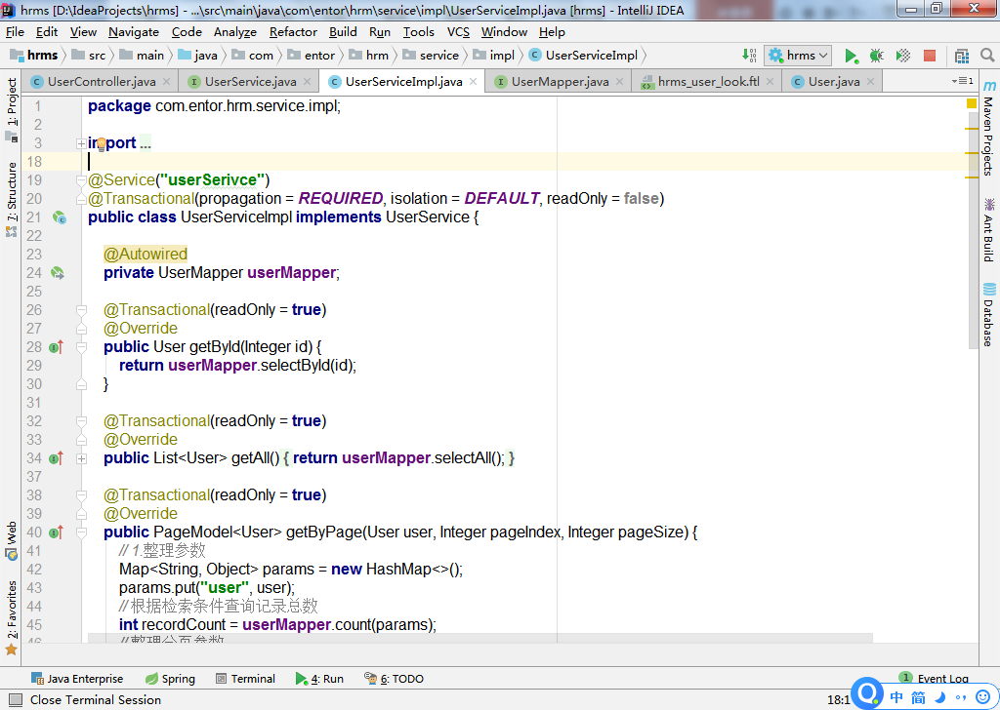 hrms [D:\IdeaProjects\hrms] - ...\src\main\java\com\entor\hrm\service\impl\UserServiceImpl.java [hrms] - IntelliJ IDEA
File Edit View Navigate Code Analyze Refactor Build Run Tools VCS Window Help
hrms src main java com entor hrm service impl UserServiceImpl hrms
UserController.java UserService.java UserServiceImpl.java UserMapper.java hrms_user_look.ftl User.java 1
1: Project
7: Structure
Web
2: Favorites
1 package com.entor.hrm.service.impl;
2
3 import ...
18
19 @Service("userSerivce")
20 @Transactional(propagation = REQUIRED, isolation = DEFAULT, readOnly = false)
21 public class UserServiceImpl implements UserService {
22
23 @Autowired
24 private UserMapper userMapper;
25
26 @Transactional(readOnly = true)
27 @Override
28 public User getById(Integer id) {
29 return userMapper.selectById(id);
30 }
31
32 @Transactional(readOnly = true)
33 @Override
34 public List<User> getAll() { return userMapper.selectAll(); }
37
38 @Transactional(readOnly = true)
39 @Override
40 public PageModel<User> getByPage(User user, Integer pageIndex, Integer pageSize) {
41 // 1.整理参数
42 Map<String, Object> params = new HashMap<>();
43 params.put("user", user);
44 //根据检索条件查询记录总数
45 int recordCount = userMapper.count(params);
46 //整理分页参数
Maven Projects
Ant Build
Database
Java Enterprise Spring Terminal 4: Run 6: TODO 1 Event Log
Close Terminal Session 18:1 中 简